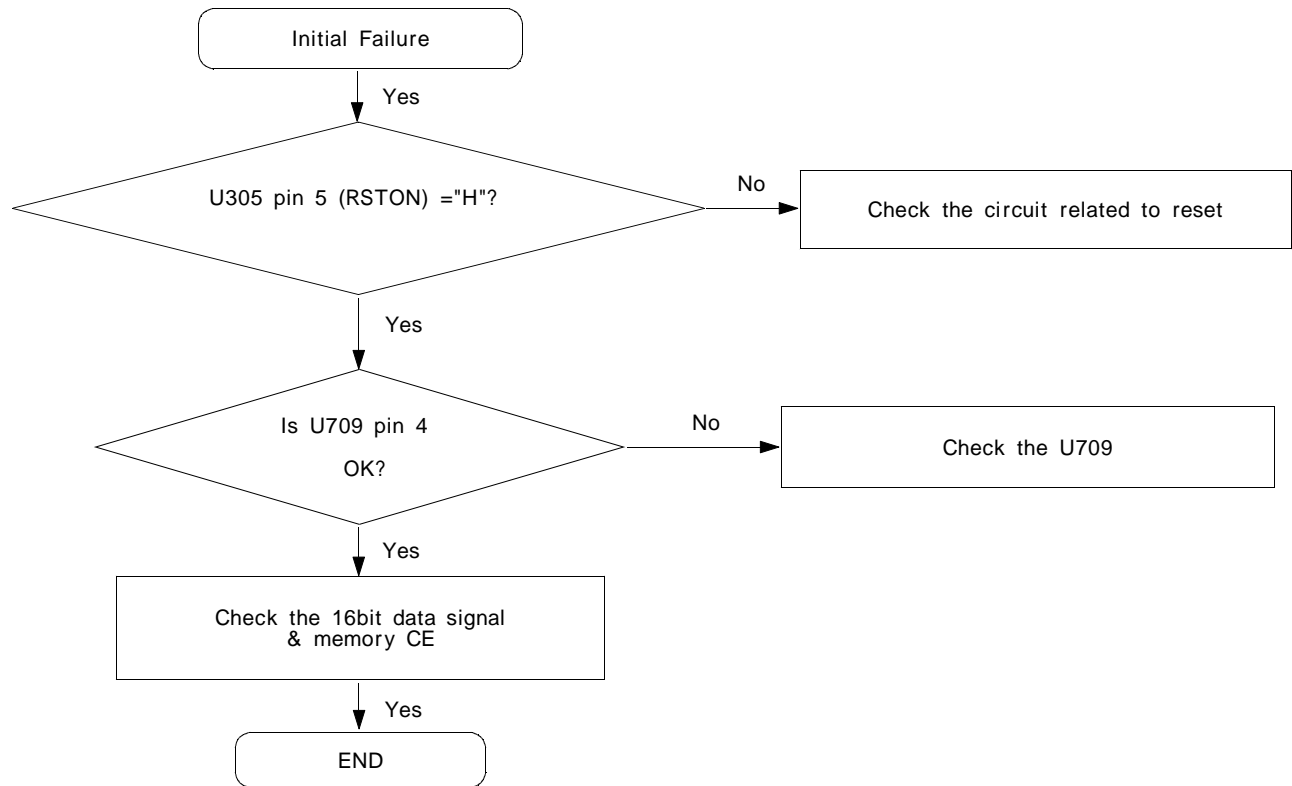 Initial Failure
Yes
U305 pin 5 (RSTON) ="H"?
No
Check the circuit related to reset
Yes
Is U709 pin 4
OK?
No
Check the U709
Yes
Check the 16bit data signal
& memory CE
Yes
END